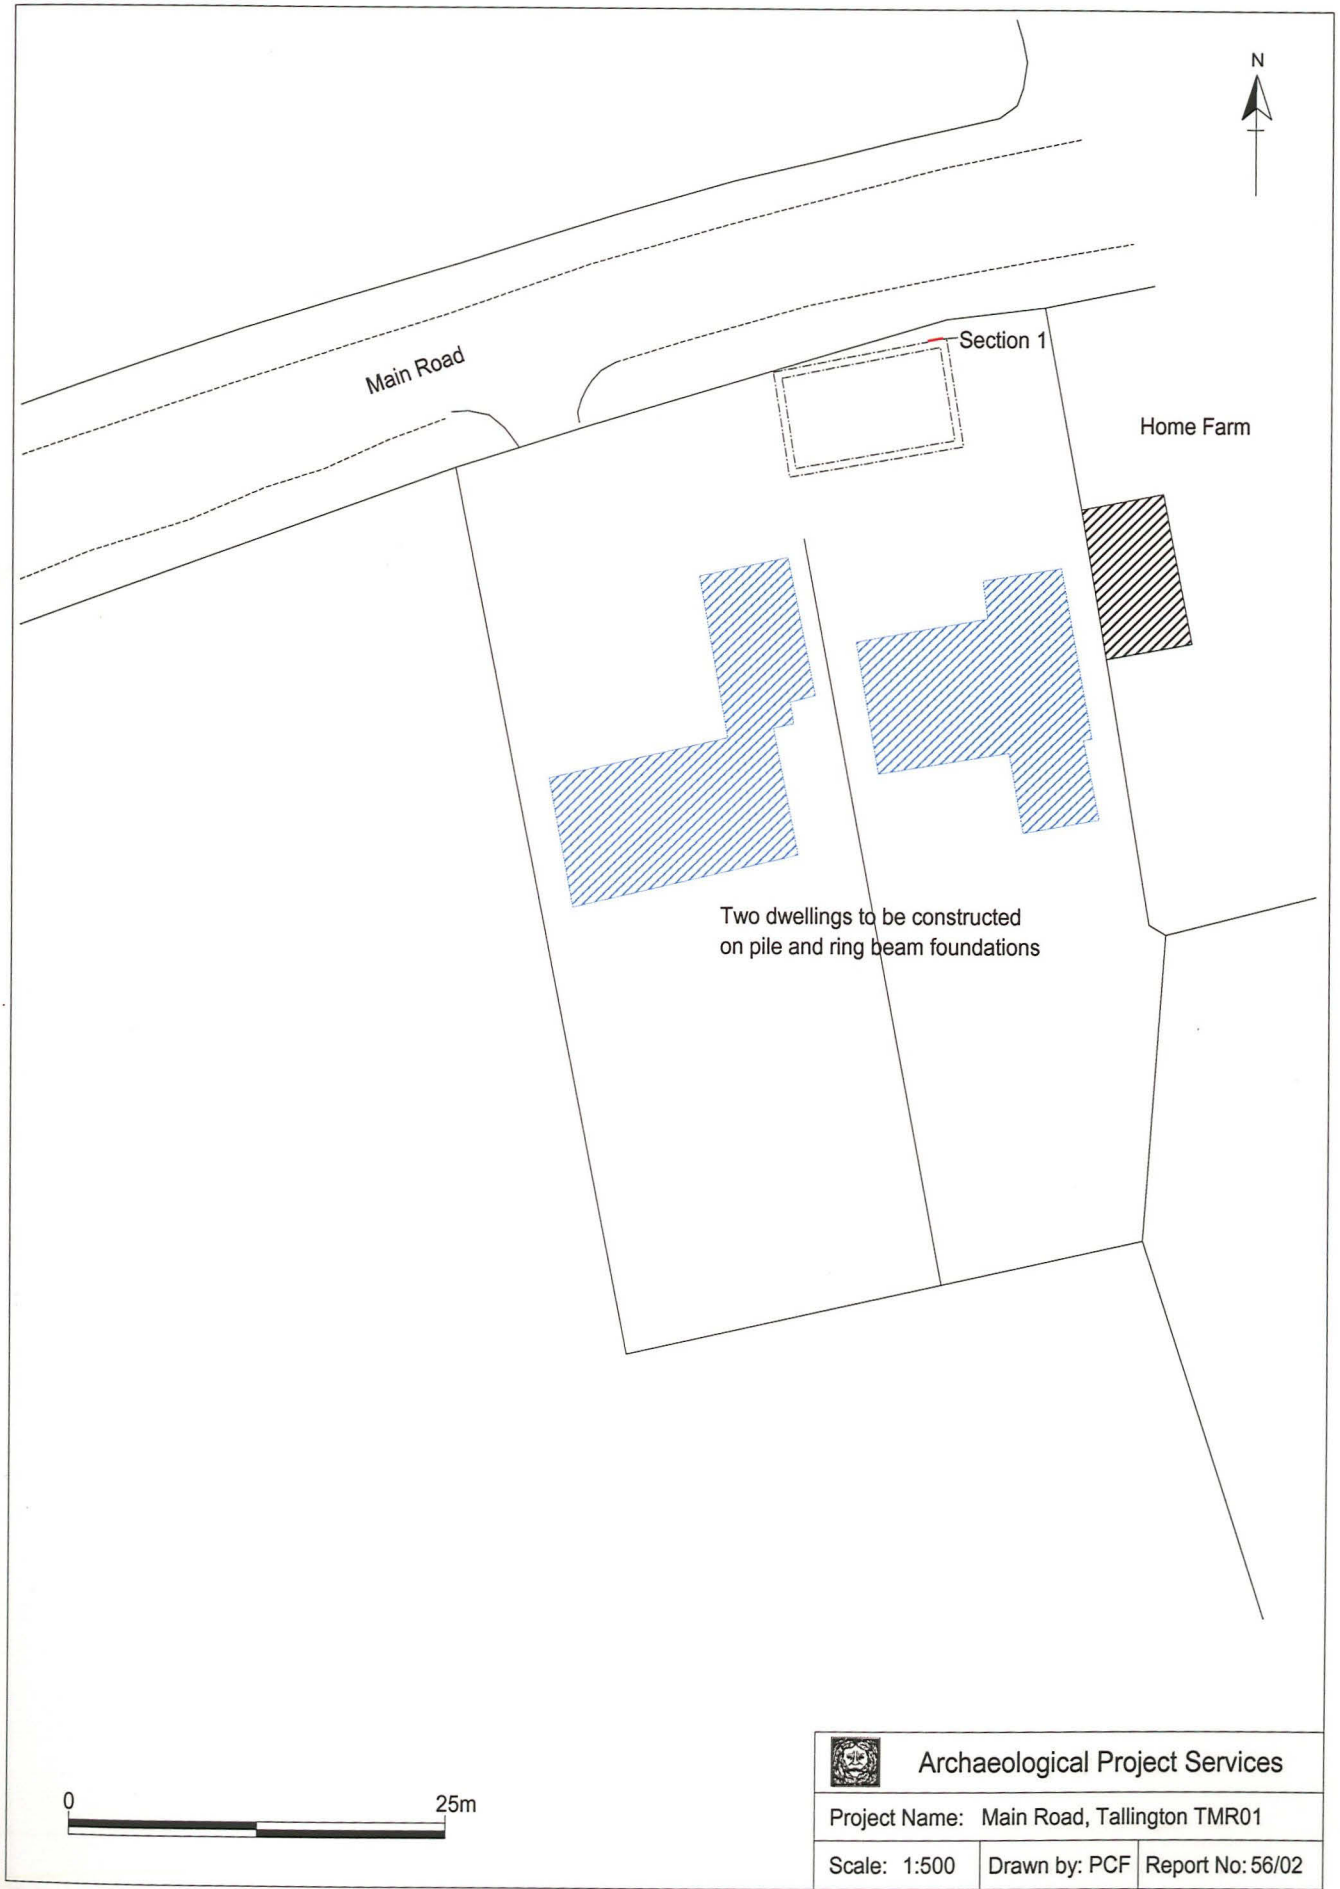 N
Section 1
Main Road
Home Farm
Two dwellings to be constructed
on pile and ring beam foundations
0 25m
Archaeological Project Services
Project Name: Main Road, Tallington TMR01
Scale: 1:500 Drawn by: PCF Report No: 56/02